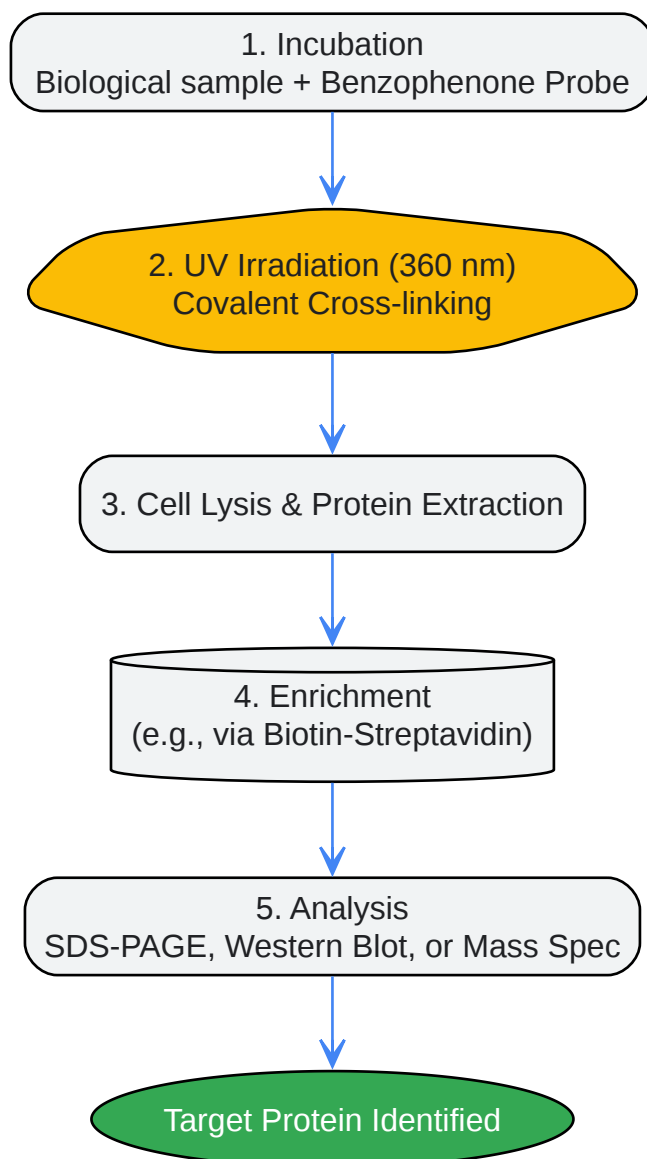 1. Incubation
Biological sample + Benzophenone Probe
2. UV Irradiation (360 nm)
Covalent Cross-linking
3. Cell Lysis & Protein Extraction
4. Enrichment
(e.g., via Biotin-Streptavidin)
5. Analysis
SDS-PAGE, Western Blot, or Mass Spec
Target Protein Identified